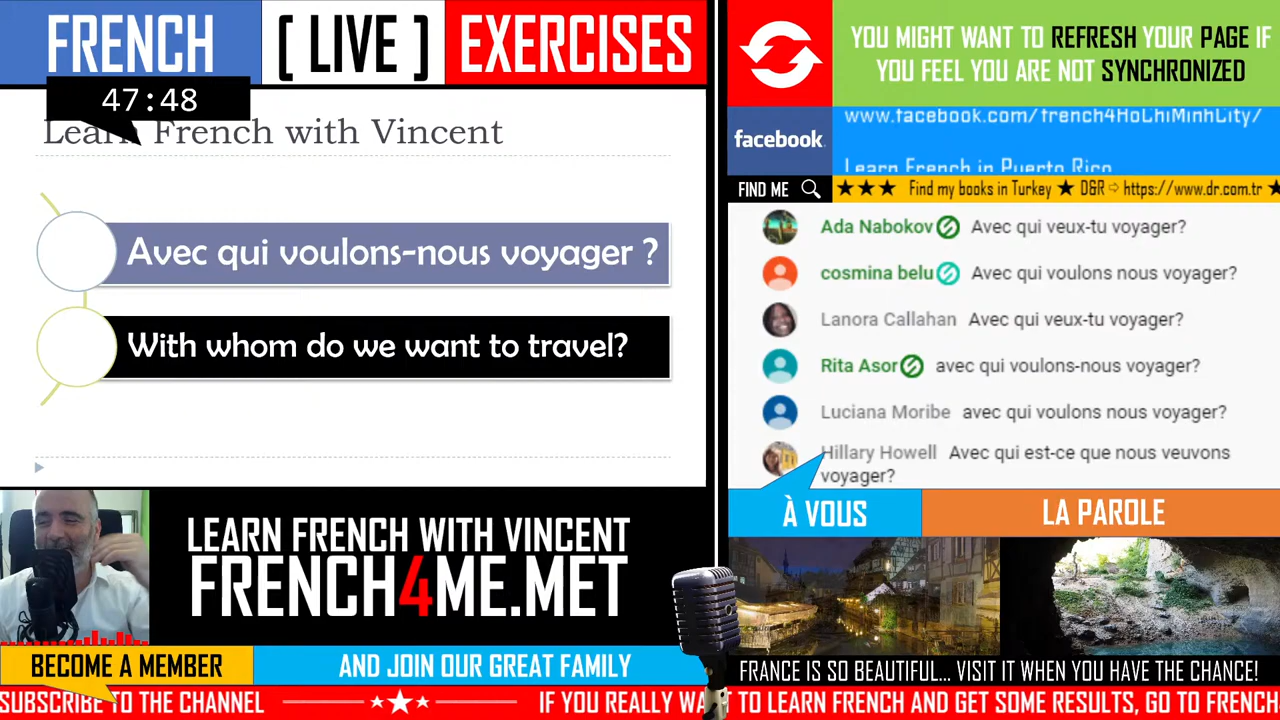 FRENCH [ LIVE ] EXERCISES
47:48
Learn French with Vincent
Avec qui voulons-nous voyager ?
With whom do we want to travel?
LEARN FRENCH WITH VINCENT
FRENCH4ME.MET
BECOME A MEMBER
AND JOIN OUR GREAT FAMILY
YOU MIGHT WANT TO REFRESH YOUR PAGE IF
YOU FEEL YOU ARE NOT SYNCHRONIZED
facebook.
www.facebook.com/french4HoChiMinhCity/
Learn French in Puerto Rico
FIND ME
★★★ Find my books in Turkey ★ D&R ⇨ https://www.dr.com.tr ★
Ada Nabokov Avec qui veux-tu voyager?
cosmina belu Avec qui voulons nous voyager?
Lanora Callahan Avec qui veux-tu voyager?
Rita Asor avec qui voulons-nous voyager?
Luciana Moribe avec qui voulons nous voyager?
Hillary Howell Avec qui est-ce que nous veuvons
voyager?
À VOUS
LA PAROLE
FRANCE IS SO BEAUTIFUL... VISIT IT WHEN YOU HAVE THE CHANCE!
SUBSCRIBE TO THE CHANNEL ★★★ IF YOU REALLY WANT TO LEARN FRENCH AND GET SOME RESULTS, GO TO FRENCH